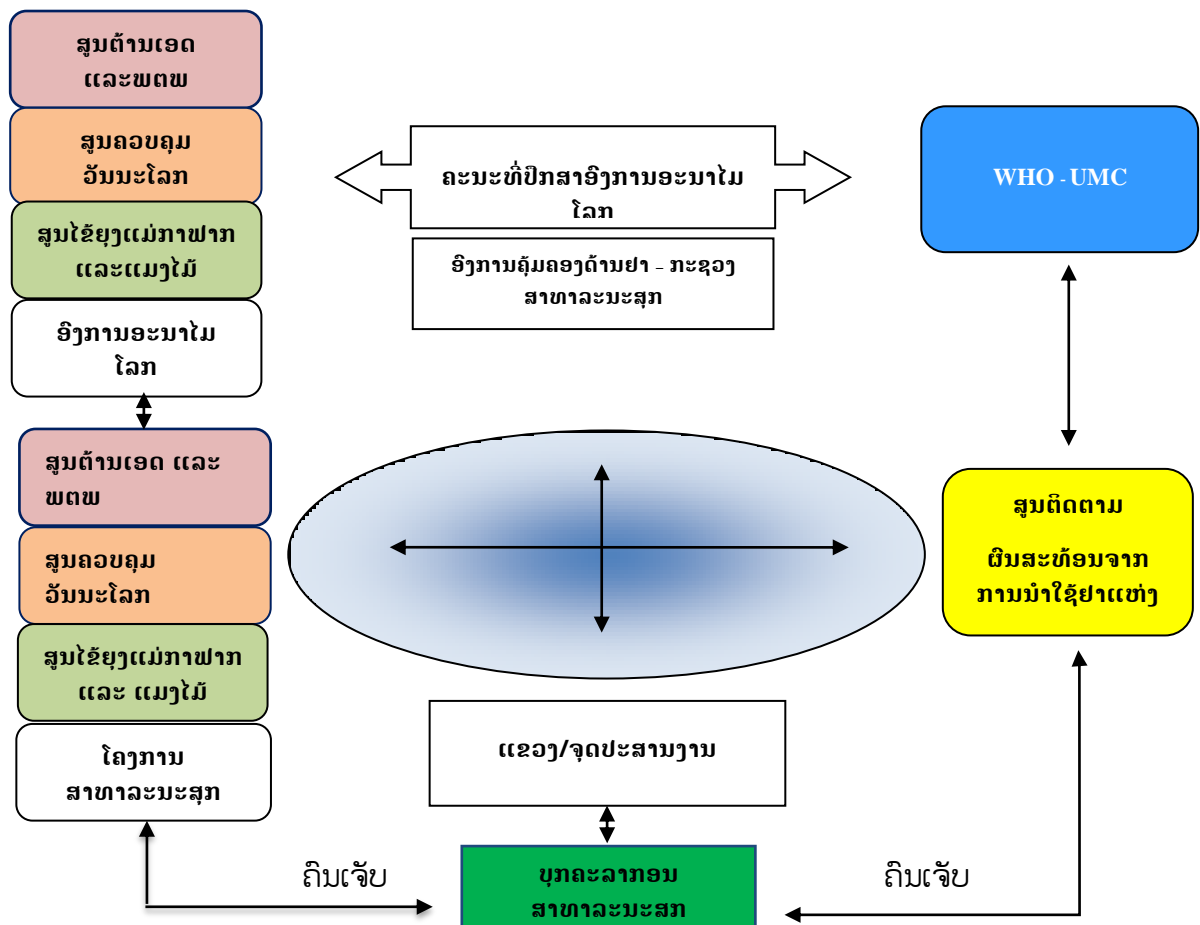 ສູນຕ້ານເອດ
ແລະພຕພ
ສູນຄວບຄຸມ
ວັນນະໂລກ
ສູນໄຂ້ຍຸງແມ່ກາຟາກ
ແລະແມງໄມ້
ອົງການອະນາໄມ
ໂລກ
ຄະນະທີ່ປຶກສາອົງການອະນາໄມ
ໂລກ
ອົງການຄຸ້ມຄອງດ້ານຢາ - ກະຊວງ
ສາທາລະນະສຸກ
WHO - UMC
ສູນຕ້ານເອດ ແລະ
ພຕພ
ສູນຄວບຄຸມ
ວັນນະໂລກ
ສູນໄຂ້ຍຸງແມ່ກາຟາກ
ແລະ ແມງໄມ້
ໂຄງການ
ສາທາລະນະສຸກ
ສູນຕິດຕາມ
ຜົນສະທ້ອນຈາກ
ການນຳໃຊ້ຢາແຫ່ງ
ແຂວງ/ຈຸດປະສານງານ
ຄົນເຈັບ
ບຸກຄະລາກອນ
ສາທາລະນະສກ
ຄົນເຈັບ